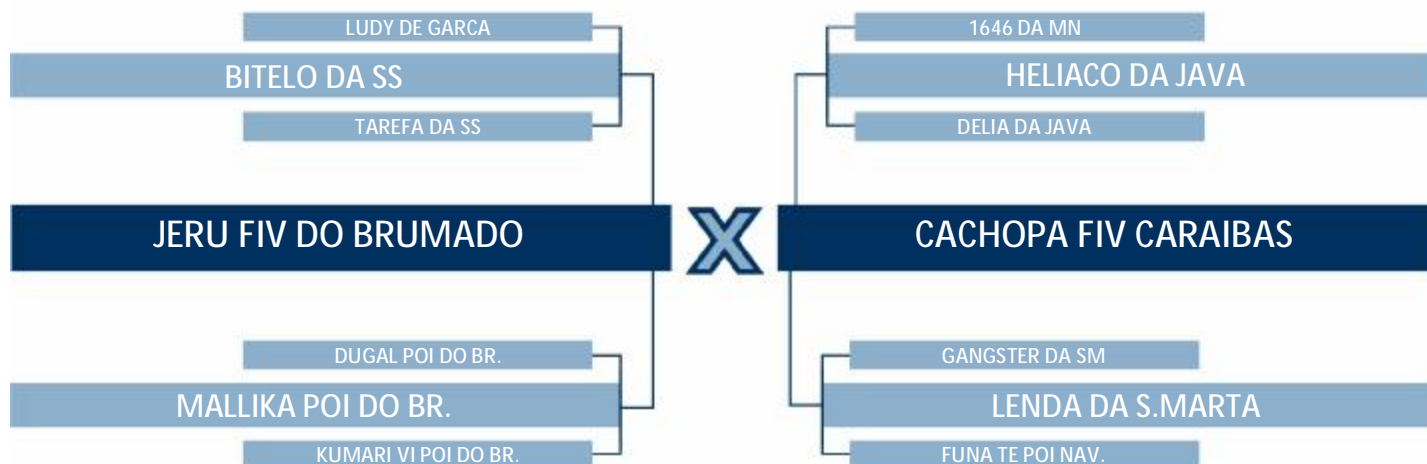 LUDY DE GARCA
BITELO DA SS
TAREFA DA SS
JERU FIV DO BRUMADO
DUGAL POI DO BR.
MALLIKA POI DO BR.
KUMARI VI POI DO BR.
X
1646 DA MN
HELIACO DA JAVA
DELIA DA JAVA
CACHOPA FIV CARAIBAS
GANGSTER DA SM
LENDA DA S.MARTA
FUNA TE POI NAV.